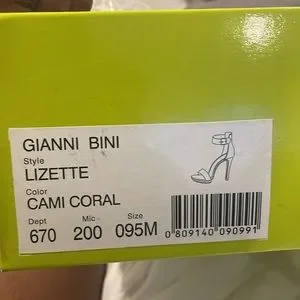 GIANNI BINI
Style
LIZETTE
Color
CAMI CORAL
Dept Mic - Size
670 200 095M
0 809140 090991